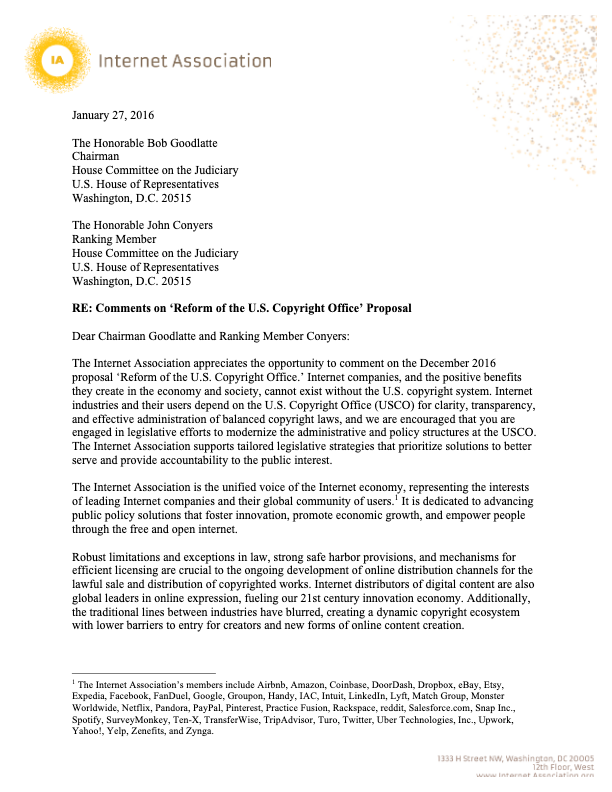 IA
Internet Association
January 27, 2016
The Honorable Bob Goodlatte
Chairman
House Committee on the Judiciary
U.S. House of Representatives
Washington, D.C. 20515
The Honorable John Conyers
Ranking Member
House Committee on the Judiciary
U.S. House of Representatives
Washington, D.C. 20515
RE: Comments on ‘Reform of the U.S. Copyright Office’ Proposal
Dear Chairman Goodlatte and Ranking Member Conyers:
The Internet Association appreciates the opportunity to comment on the December 2016
proposal ‘Reform of the U.S. Copyright Office.’ Internet companies, and the positive benefits
they create in the economy and society, cannot exist without the U.S. copyright system. Internet
industries and their users depend on the U.S. Copyright Office (USCO) for clarity, transparency,
and effective administration of balanced copyright laws, and we are encouraged that you are
engaged in legislative efforts to modernize the administrative and policy structures at the USCO.
The Internet Association supports tailored legislative strategies that prioritize solutions to better
serve and provide accountability to the public interest.
The Internet Association is the unified voice of the Internet economy, representing the interests
of leading Internet companies and their global community of users.1 It is dedicated to advancing
public policy solutions that foster innovation, promote economic growth, and empower people
through the free and open internet.
Robust limitations and exceptions in law, strong safe harbor provisions, and mechanisms for
efficient licensing are crucial to the ongoing development of online distribution channels for the
lawful sale and distribution of copyrighted works. Internet distributors of digital content are also
global leaders in online expression, fueling our 21st century innovation economy. Additionally,
the traditional lines between industries have blurred, creating a dynamic copyright ecosystem
with lower barriers to entry for creators and new forms of online content creation.
1 The Internet Association’s members include Airbnb, Amazon, Coinbase, DoorDash, Dropbox, eBay, Etsy,
Expedia, Facebook, FanDuel, Google, Groupon, Handy, IAC, Intuit, LinkedIn, Lyft, Match Group, Monster
Worldwide, Netflix, Pandora, PayPal, Pinterest, Practice Fusion, Rackspace, reddit, Salesforce.com, Snap Inc.,
Spotify, SurveyMonkey, Ten-X, TransferWise, TripAdvisor, Turo, Twitter, Uber Technologies, Inc., Upwork,
Yahoo!, Yelp, Zenefits, and Zynga.
1333 H Street NW, Washington, DC 20005
12th Floor, West
www.Internet Association.org